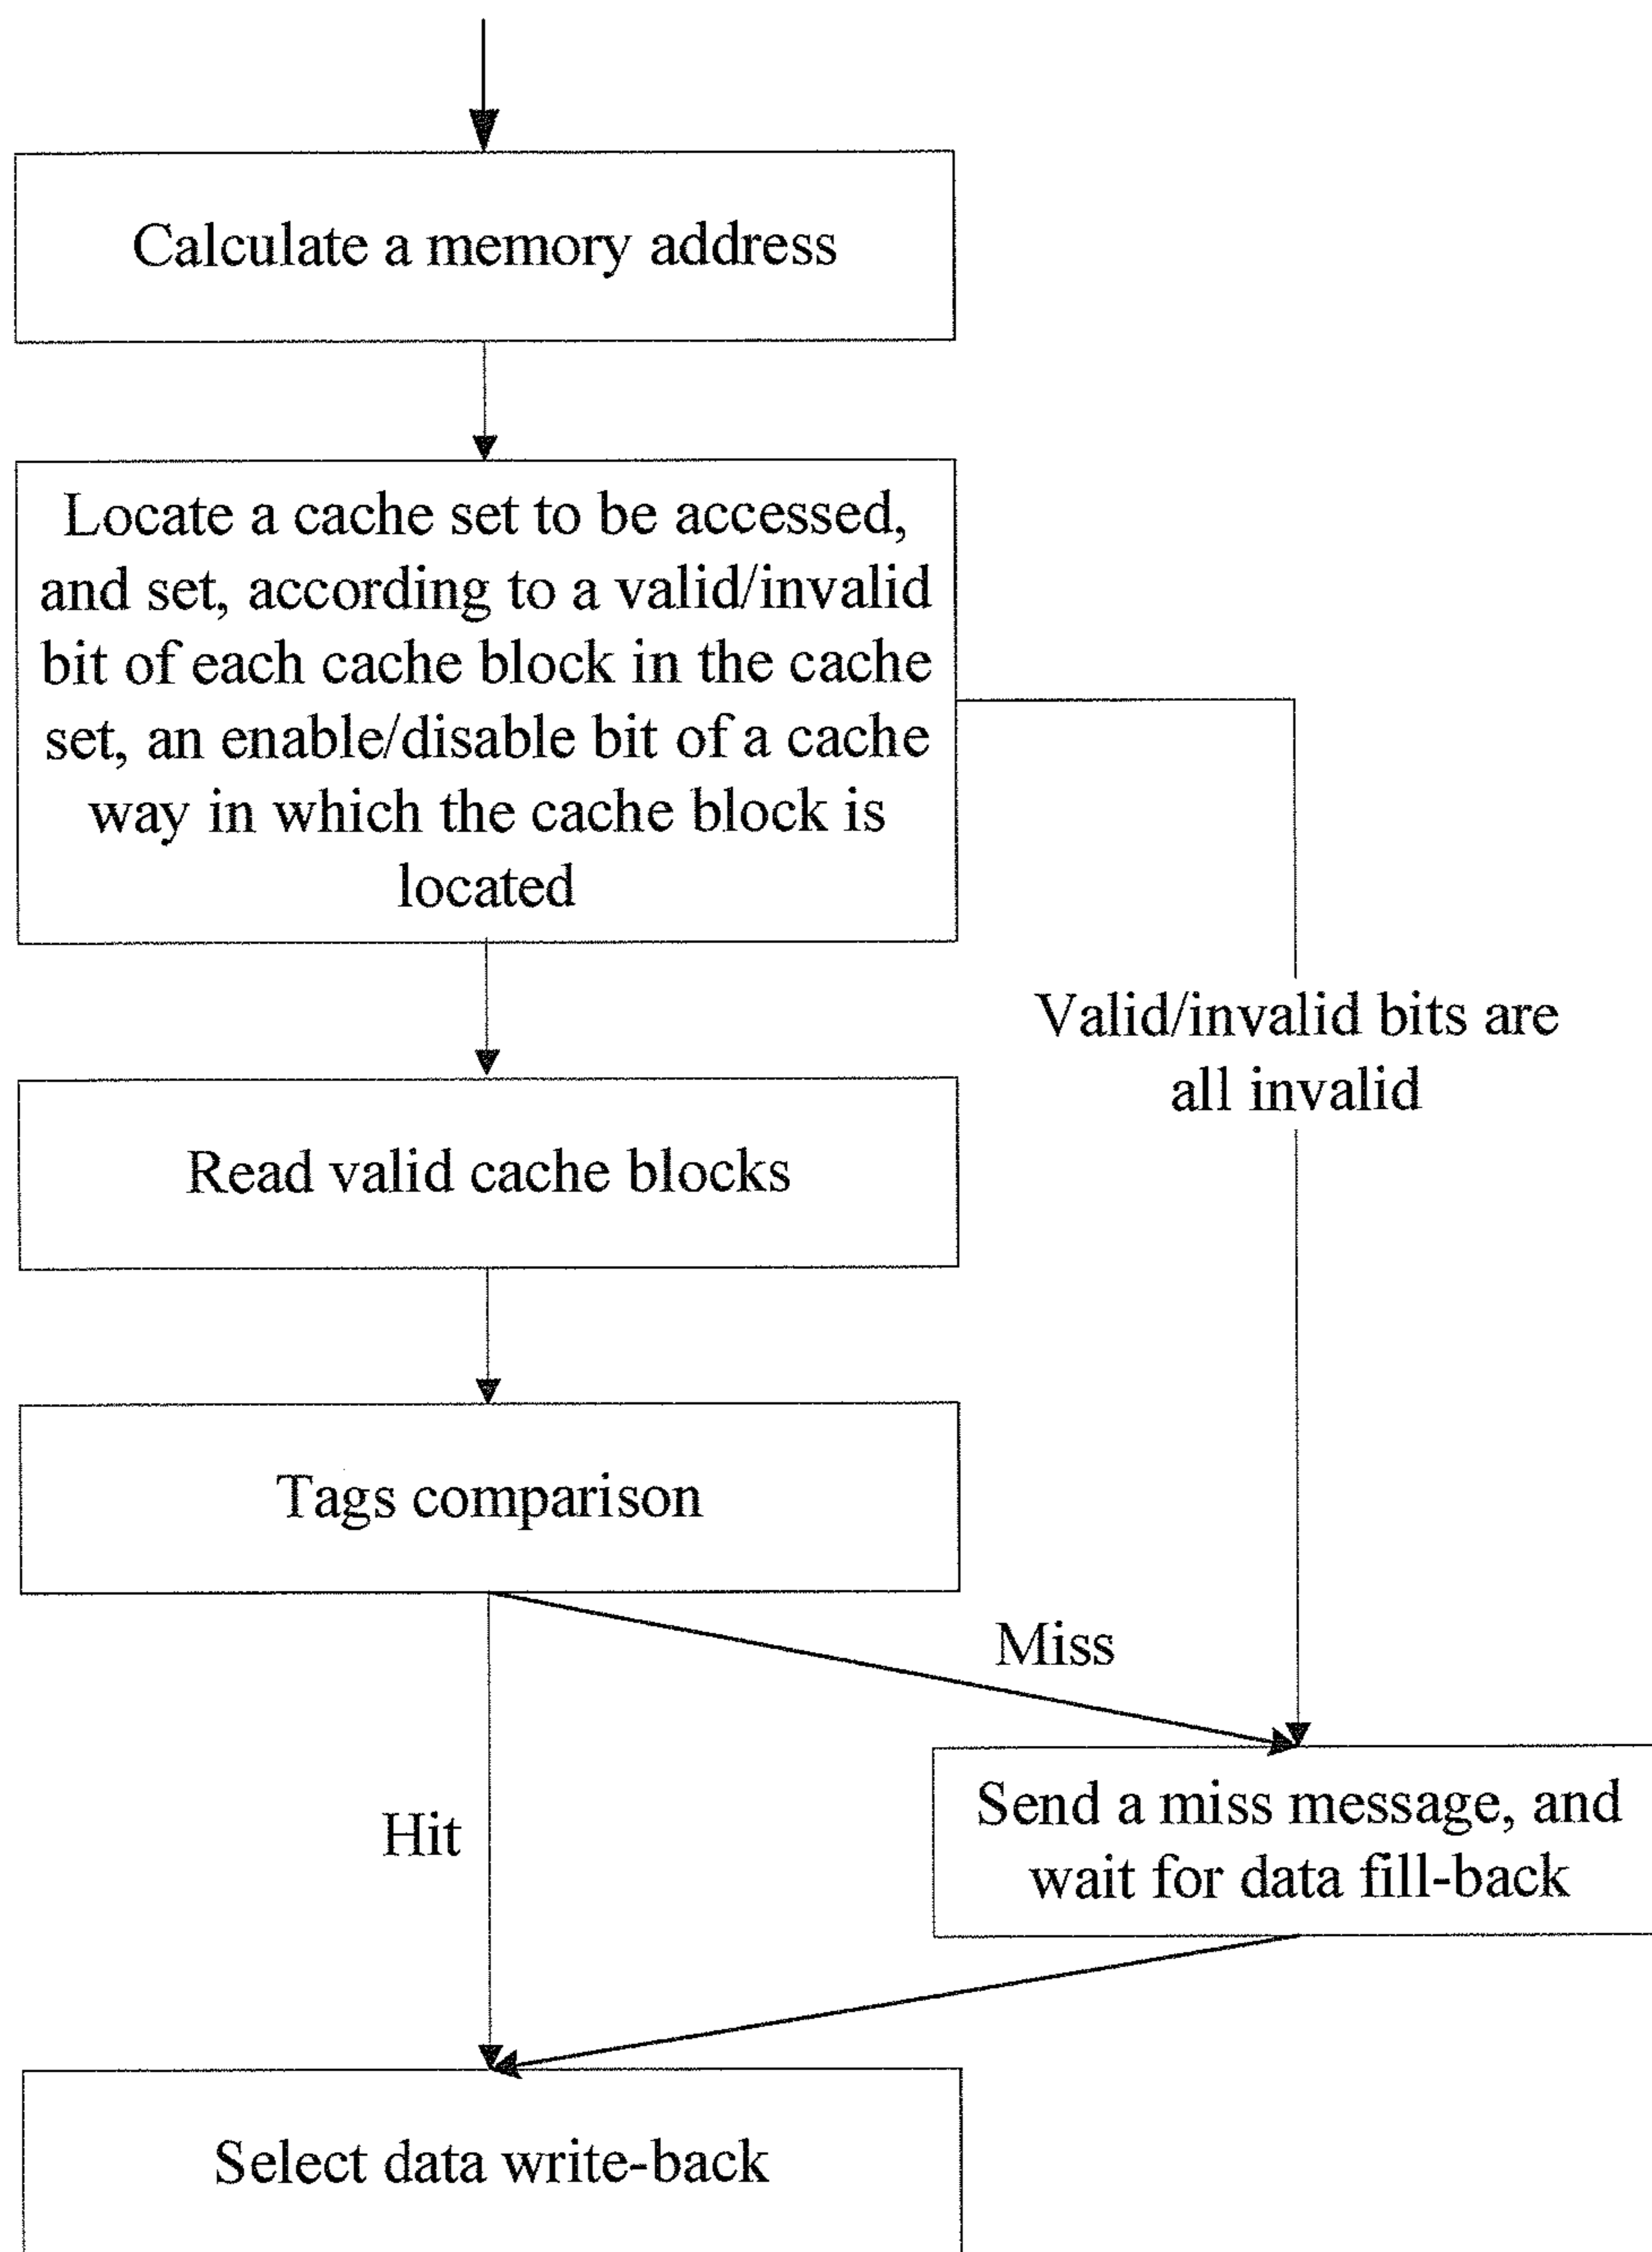 Calculate a memory address
Locate a cache set to be accessed,
and set, according to a valid/invalid
bit of each cache block in the cache
set, an enable/disable bit of a cache
way in which the cache block is
located
Valid/invalid bits are
all invalid
Read valid cache blocks
Tags comparison
Miss
Send a miss message, and
wait for data fill-back
Hit
Select data write-back